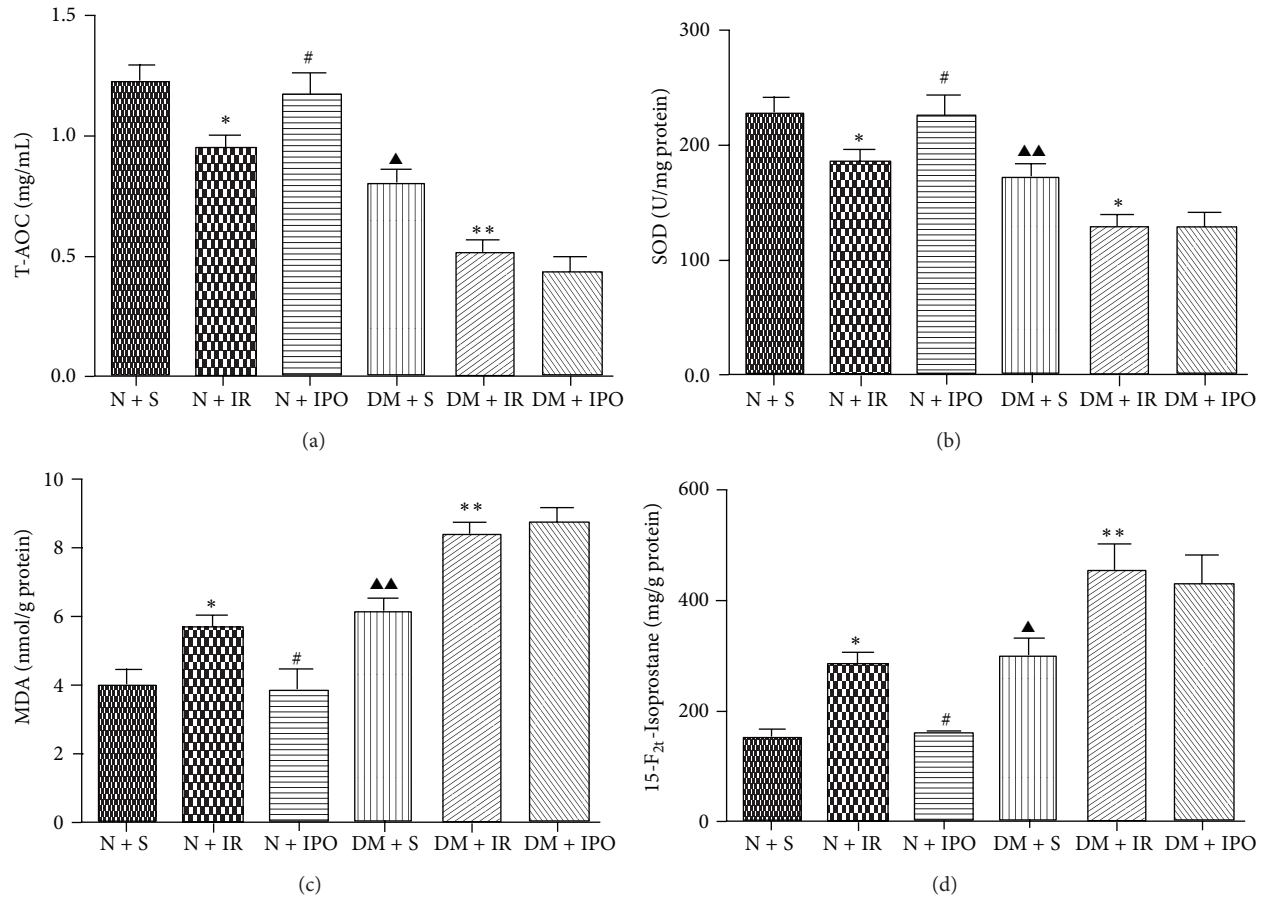 1.5
1.0
0.5
0.0
T-AOC (mg/mL)
*
#
▲
**
N + S N + IR N + IPO DM + S DM + IR DM + IPO
(a)
300
200
100
0.0
SOD (U/mg protein)
*
#
▲▲
*
N + S N + IR N + IPO DM + S DM + IR DM + IPO
(b)
10
8
6
4
2
0
MDA (nmol/g protein)
*
#
▲▲
**
N + S N + IR N + IPO DM + S DM + IR DM + IPO
(c)
600
400
200
0
15-F2t-Isoprostane (mg/g protein)
*
#
▲
**
N + S N + IR N + IPO DM + S DM + IR DM + IPO
(d)